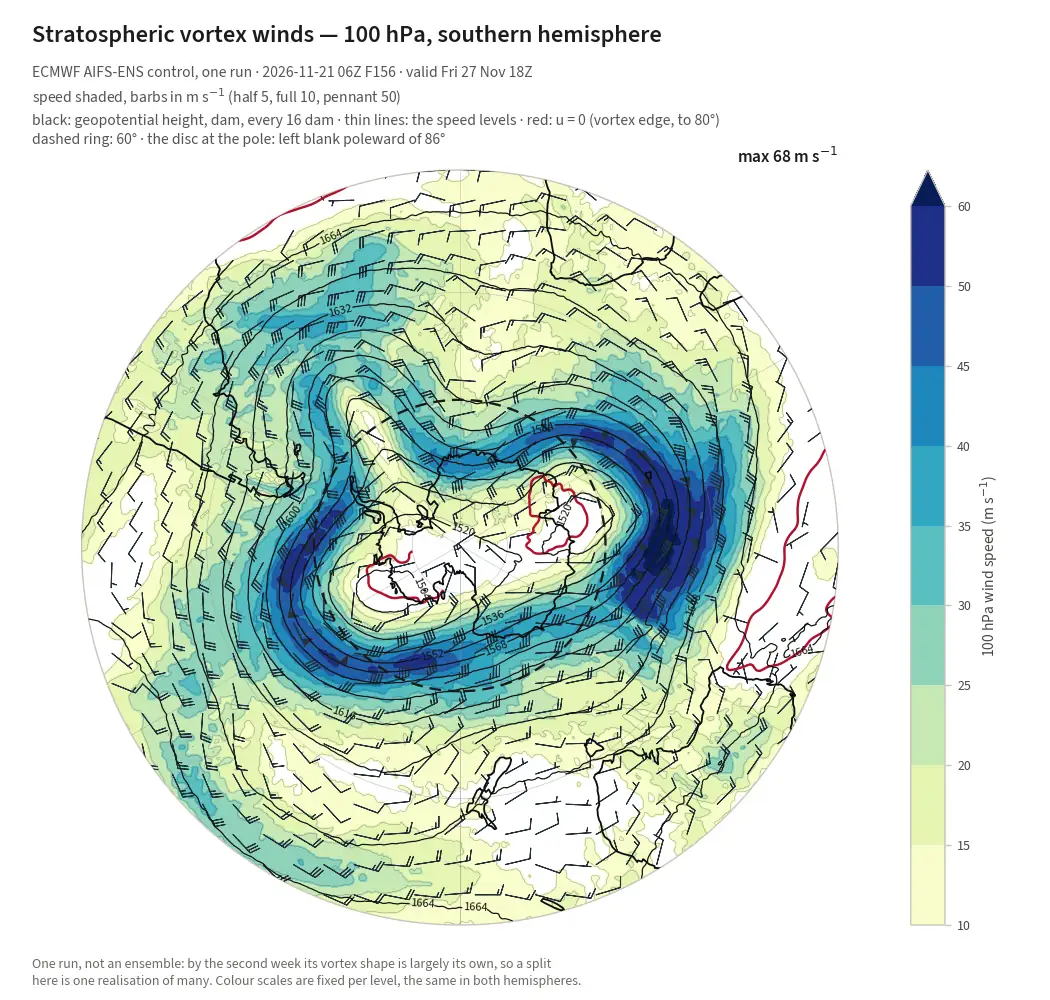 Stratospheric vortex winds — 100 hPa, southern hemisphere
ECMWF AIFS-ENS control, one run · 2026-11-21 06Z F156 · valid Fri 27 Nov 18Z
speed shaded, barbs in m s⁻¹ (half 5, full 10, pennant 50)
black: geopotential height, dam, every 16 dam · thin lines: the speed levels · red: u = 0 (vortex edge, to 80°)
dashed ring: 60° · the disc at the pole: left blank poleward of 86°
max 68 m s⁻¹
1664
1632
1600
1520
1520
1536
1568
1552
1664
1664
1664
60
50
45
40
35
30
25
20
15
10
100 hPa wind speed (m s⁻¹)
One run, not an ensemble: by the second week its vortex shape is largely its own, so a split
here is one realisation of many. Colour scales are fixed per level, the same in both hemispheres.